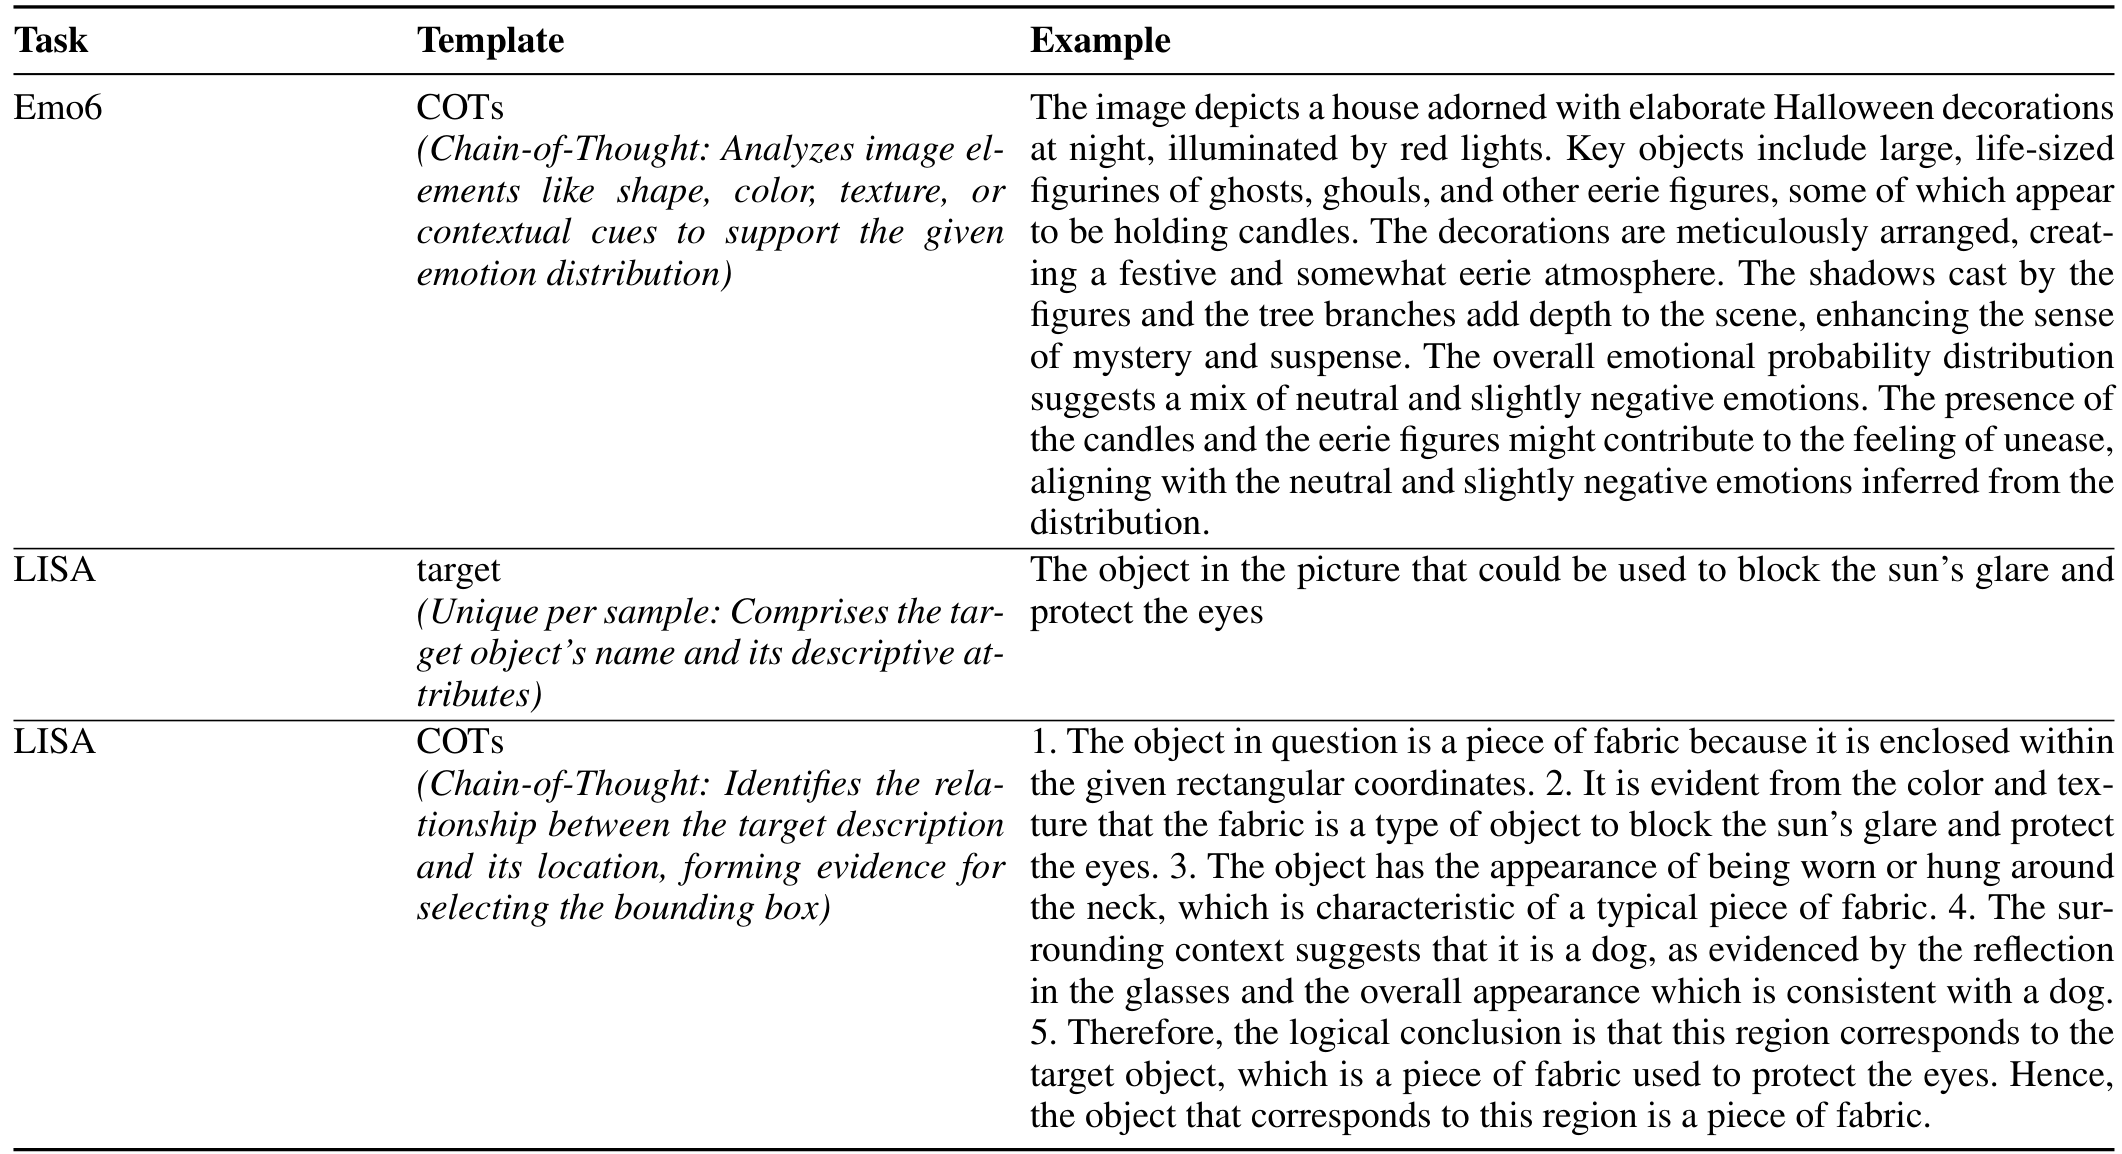 Task Template Example
Emo6 COTs
(Chain-of-Thought: Analyzes image el-
ements like shape, color, texture, or
contextual cues to support the given
emotion distribution)
The image depicts a house adorned with elaborate Halloween decorations
at night, illuminated by red lights. Key objects include large, life-sized
figurines of ghosts, ghouls, and other eerie figures, some of which appear
to be holding candles. The decorations are meticulously arranged, creat-
ing a festive and somewhat eerie atmosphere. The shadows cast by the
figures and the tree branches add depth to the scene, enhancing the sense
of mystery and suspense. The overall emotional probability distribution
suggests a mix of neutral and slightly negative emotions. The presence of
the candles and the eerie figures might contribute to the feeling of unease,
aligning with the neutral and slightly negative emotions inferred from the
distribution.
LISA target
(Unique per sample: Comprises the tar-
get object's name and its descriptive at-
tributes)
The object in the picture that could be used to block the sun's glare and
protect the eyes
LISA COTs
(Chain-of-Thought: Identifies the rela-
tionship between the target description
and its location, forming evidence for
selecting the bounding box)
1. The object in question is a piece of fabric because it is enclosed within
the given rectangular coordinates. 2. It is evident from the color and tex-
ture that the fabric is a type of object to block the sun's glare and protect
the eyes. 3. The object has the appearance of being worn or hung around
the neck, which is characteristic of a typical piece of fabric. 4. The sur-
rounding context suggests that it is a dog, as evidenced by the reflection
in the glasses and the overall appearance which is consistent with a dog.
5. Therefore, the logical conclusion is that this region corresponds to the
target object, which is a piece of fabric used to protect the eyes. Hence,
the object that corresponds to this region is a piece of fabric.